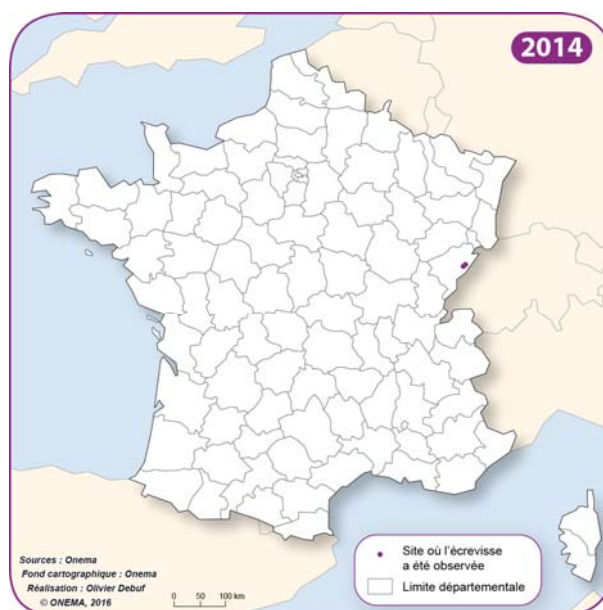 2014
Site où l'écrevisse
a été observée
Limite départementale
Sources : Onema
Fond cartographique : Onema
Réalisation : Olivier Debuf
© ONEMA, 2016
0 50 100 km